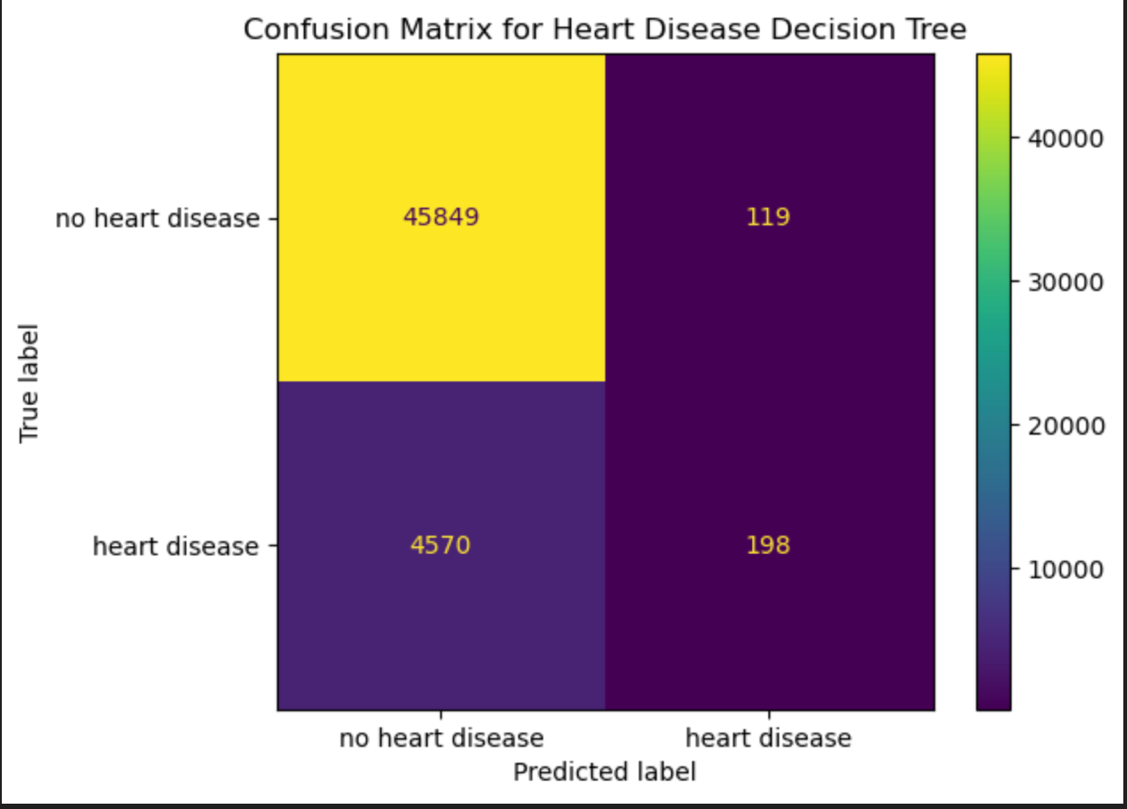 Confusion Matrix for Heart Disease Decision Tree
True label
no heart disease
45849
119
heart disease
4570
198
no heart disease
heart disease
Predicted label
40000
30000
20000
10000